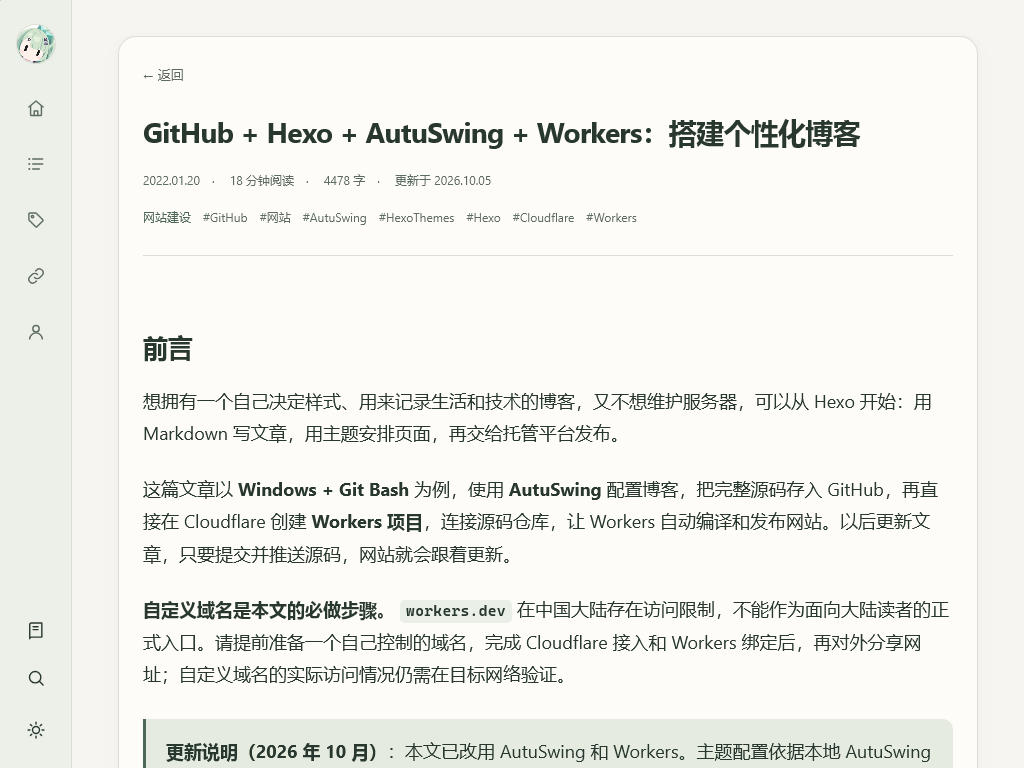 ← 返回
GitHub + Hexo + AutuSwing + Workers：搭建个性化博客
2022.01.20 · 18 分钟阅读 · 4478 字 · 更新于 2026.10.05
网站建设 #GitHub #网站 #AutuSwing #HexoThemes #Hexo #Cloudflare #Workers
前言
想拥有一个自己决定样式、用来记录生活和技术的博客，又不想维护服务器，可以从 Hexo 开始：用
Markdown 写文章，用主题安排页面，再交给托管平台发布。
这篇文章以 Windows + Git Bash 为例，使用 AutuSwing 配置博客，把完整源码存入 GitHub，再直
接在 Cloudflare 创建 Workers 项目，连接源码仓库，让 Workers 自动编译和发布网站。以后更新文
章，只要提交并推送源码，网站就会跟着更新。
自定义域名是本文的必做步骤。 workers.dev 在中国大陆存在访问限制，不能作为面向大陆读者的正
式入口。请提前准备一个自己控制的域名，完成 Cloudflare 接入和 Workers 绑定后，再对外分享网
址；自定义域名的实际访问情况仍需在目标网络验证。
更新说明（2026 年 10 月）：本文已改用 AutuSwing 和 Workers。主题配置依据本地 AutuSwing